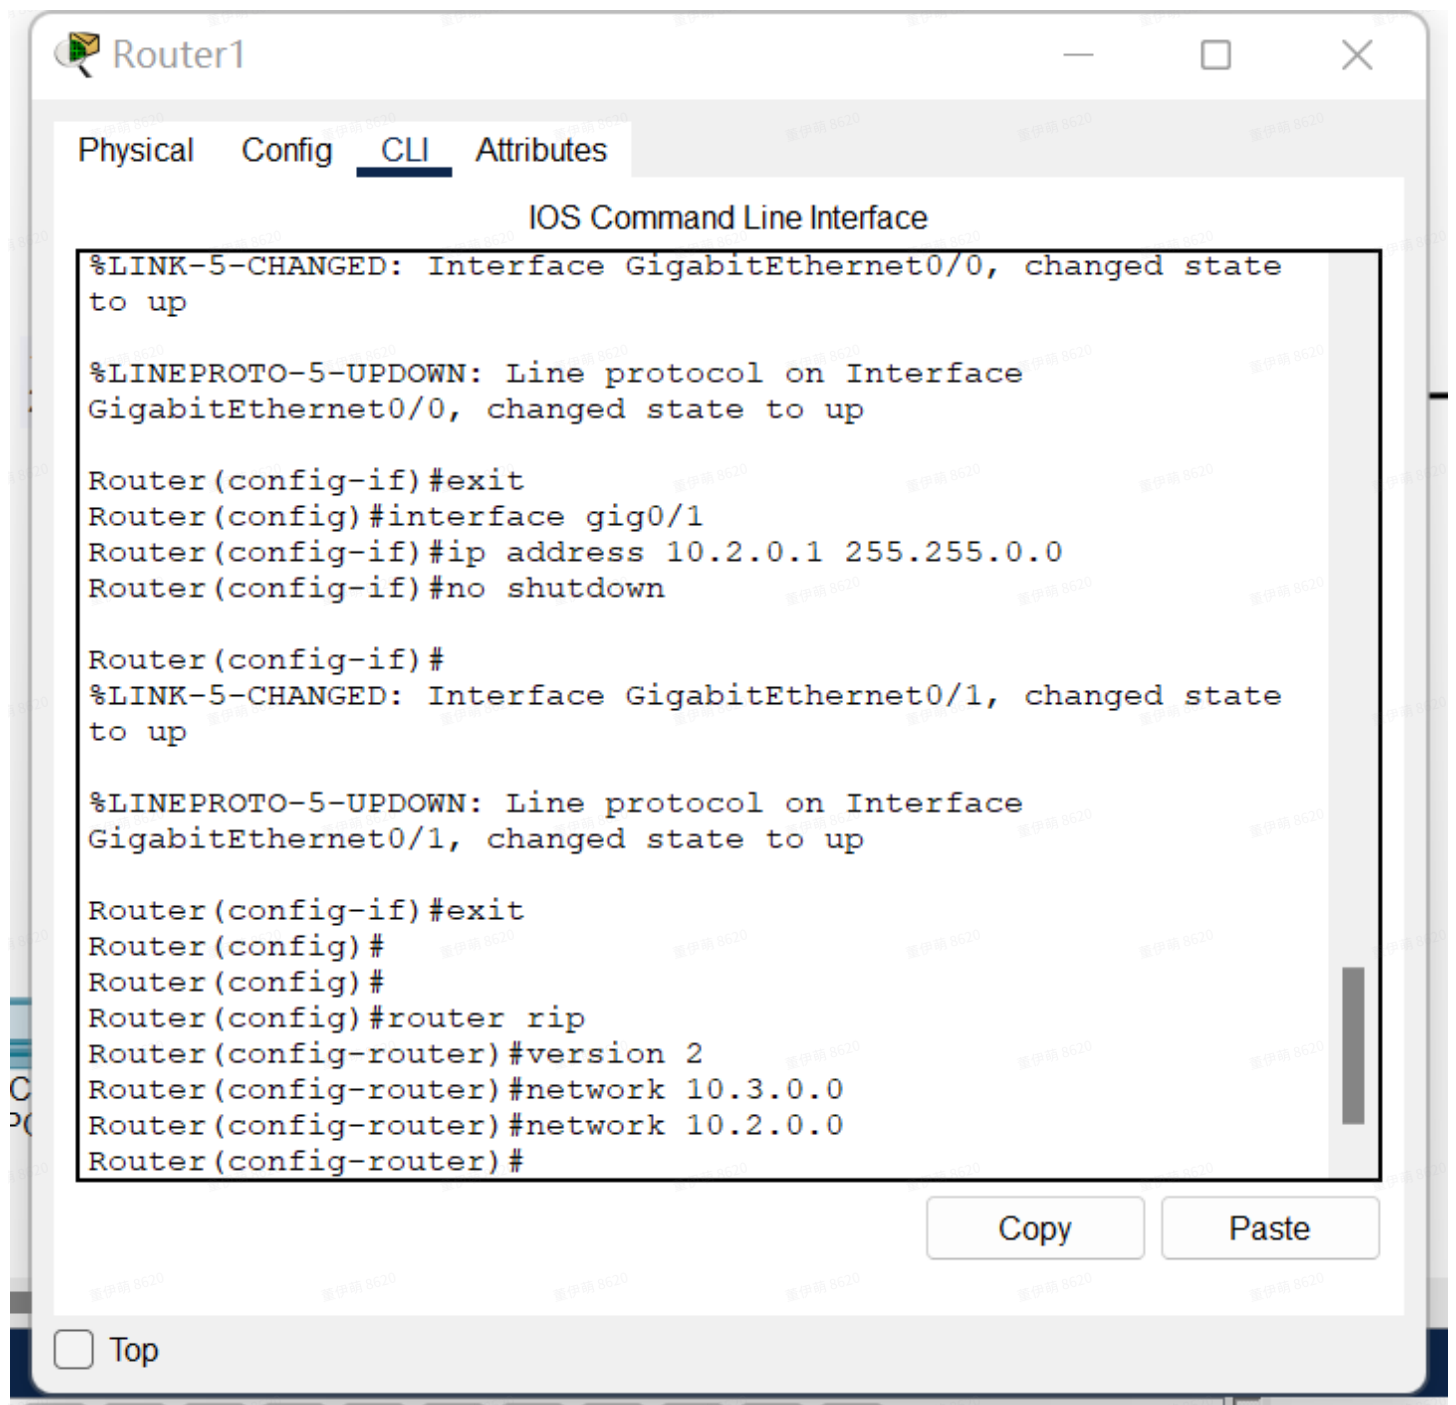 Router1
Physical Config CLI Attributes
IOS Command Line Interface
%LINK-5-CHANGED: Interface GigabitEthernet0/0, changed state
to up
%LINEPROTO-5-UPDOWN: Line protocol on Interface
GigabitEthernet0/0, changed state to up
Router(config-if)#exit
Router(config)#interface gig0/1
Router(config-if)#ip address 10.2.0.1 255.255.0.0
Router(config-if)#no shutdown
Router(config-if)#
%LINK-5-CHANGED: Interface GigabitEthernet0/1, changed state
to up
%LINEPROTO-5-UPDOWN: Line protocol on Interface
GigabitEthernet0/1, changed state to up
Router(config-if)#exit
Router(config)#
Router(config)#
Router(config)#router rip
Router(config-router)#version 2
Router(config-router)#network 10.3.0.0
Router(config-router)#network 10.2.0.0
Router(config-router)#
Copy Paste
Top